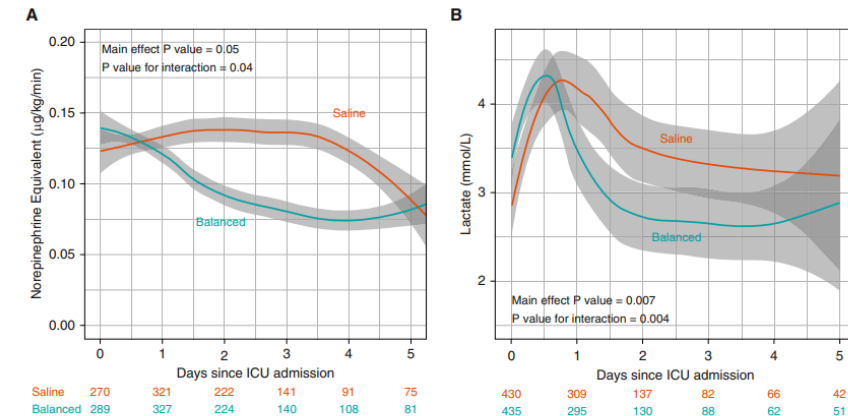 A
Norepinephrine Equivalent (µg/kg/min)
0.20
0.15
0.10
0.05
0.00
Main effect P value = 0.05
P value for interaction = 0.04
Saline
Balanced
0 1 2 3 4 5
Days since ICU admission
Saline 270 321 222 141 91 75
Balanced 289 327 224 140 108 81
B
Lactate (mmol/L)
4
3
2
Saline
Balanced
Main effect P value = 0.007
P value for interaction = 0.004
0 1 2 3 4 5
Days since ICU admission
430 309 137 82 66 42
435 295 130 88 62 51